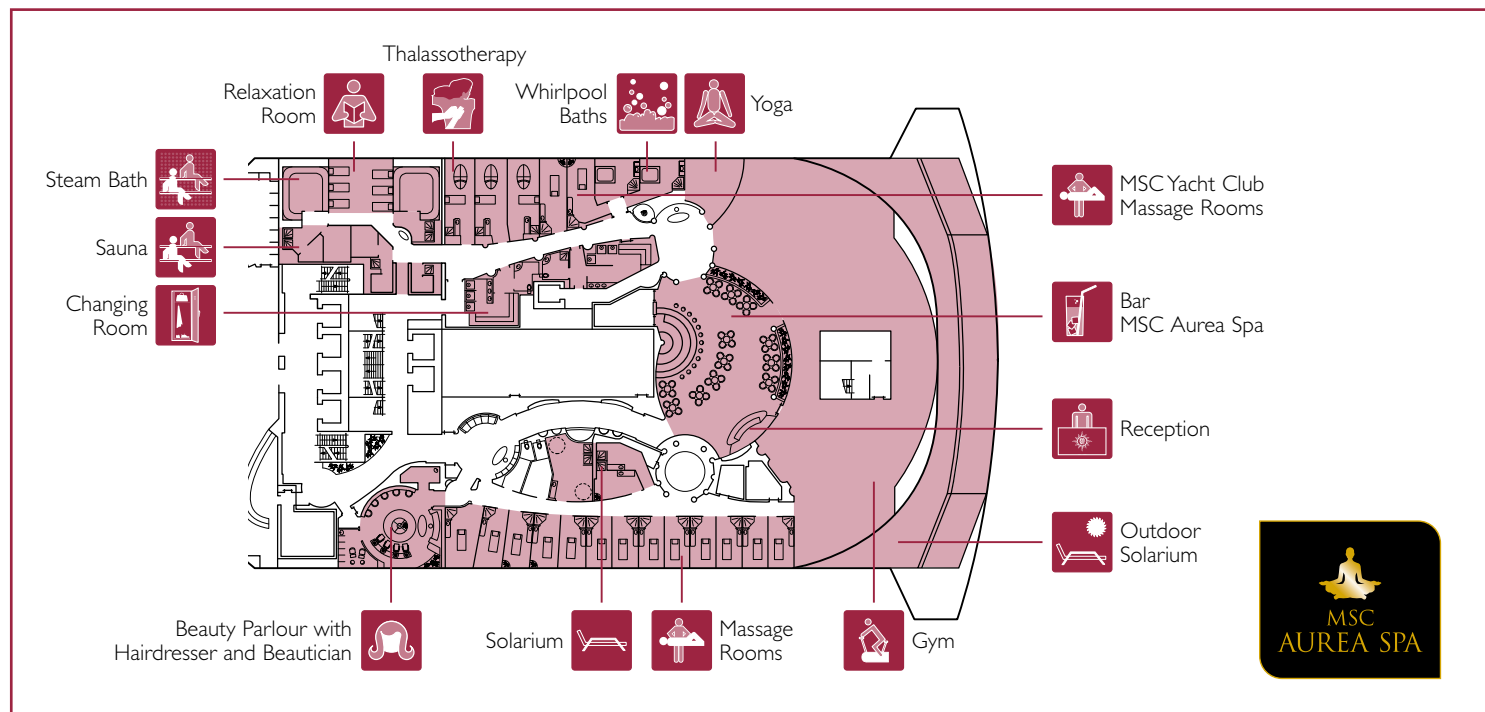 Thalassotherapy
Relaxation
Room
Whirlpool
Baths
Yoga
Steam Bath
MSC Yacht Club
Massage Rooms
Sauna
Changing
Room
Bar
MSC Aurea Spa
Reception
Outdoor
Solarium
Beauty Parlour with
Hairdresser and Beautician
Solarium
Massage
Rooms
Gym
MSC
AUREA SPA